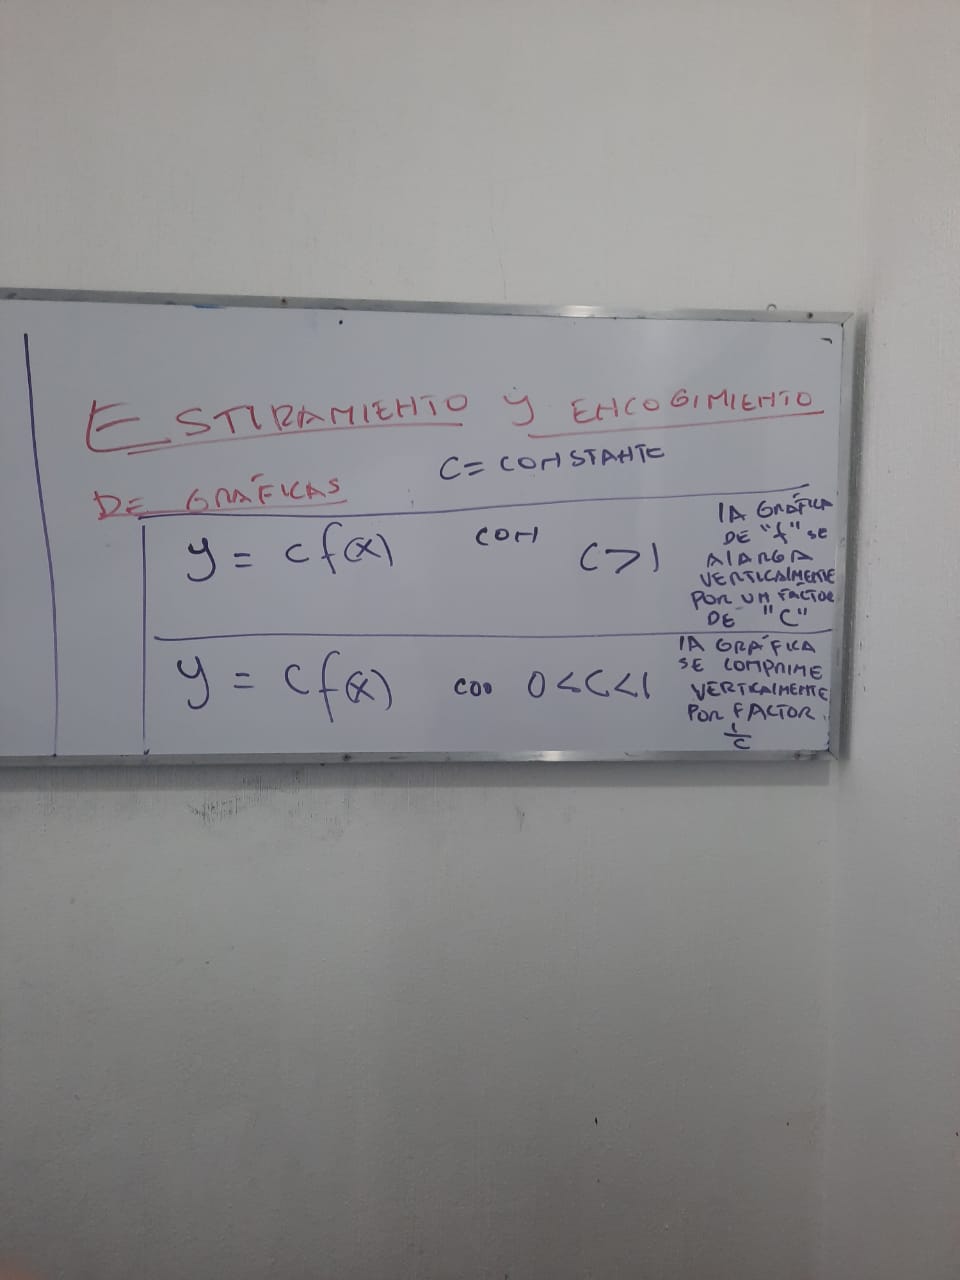 ESTIRAMIENTO Y ENCOGIMIENTO
DE GRÁFICAS
C = CONSTANTE
y = cf(x) CON C>1
LA GRÁFICA
DE "f" SE
ALARGA
VERTICALMENTE
POR UN FACTOR
DE "C"
y = cf(x) CON 0<C<1
LA GRÁFICA
SE COMPRIME
VERTICALMENTE
POR FACTOR
1/C